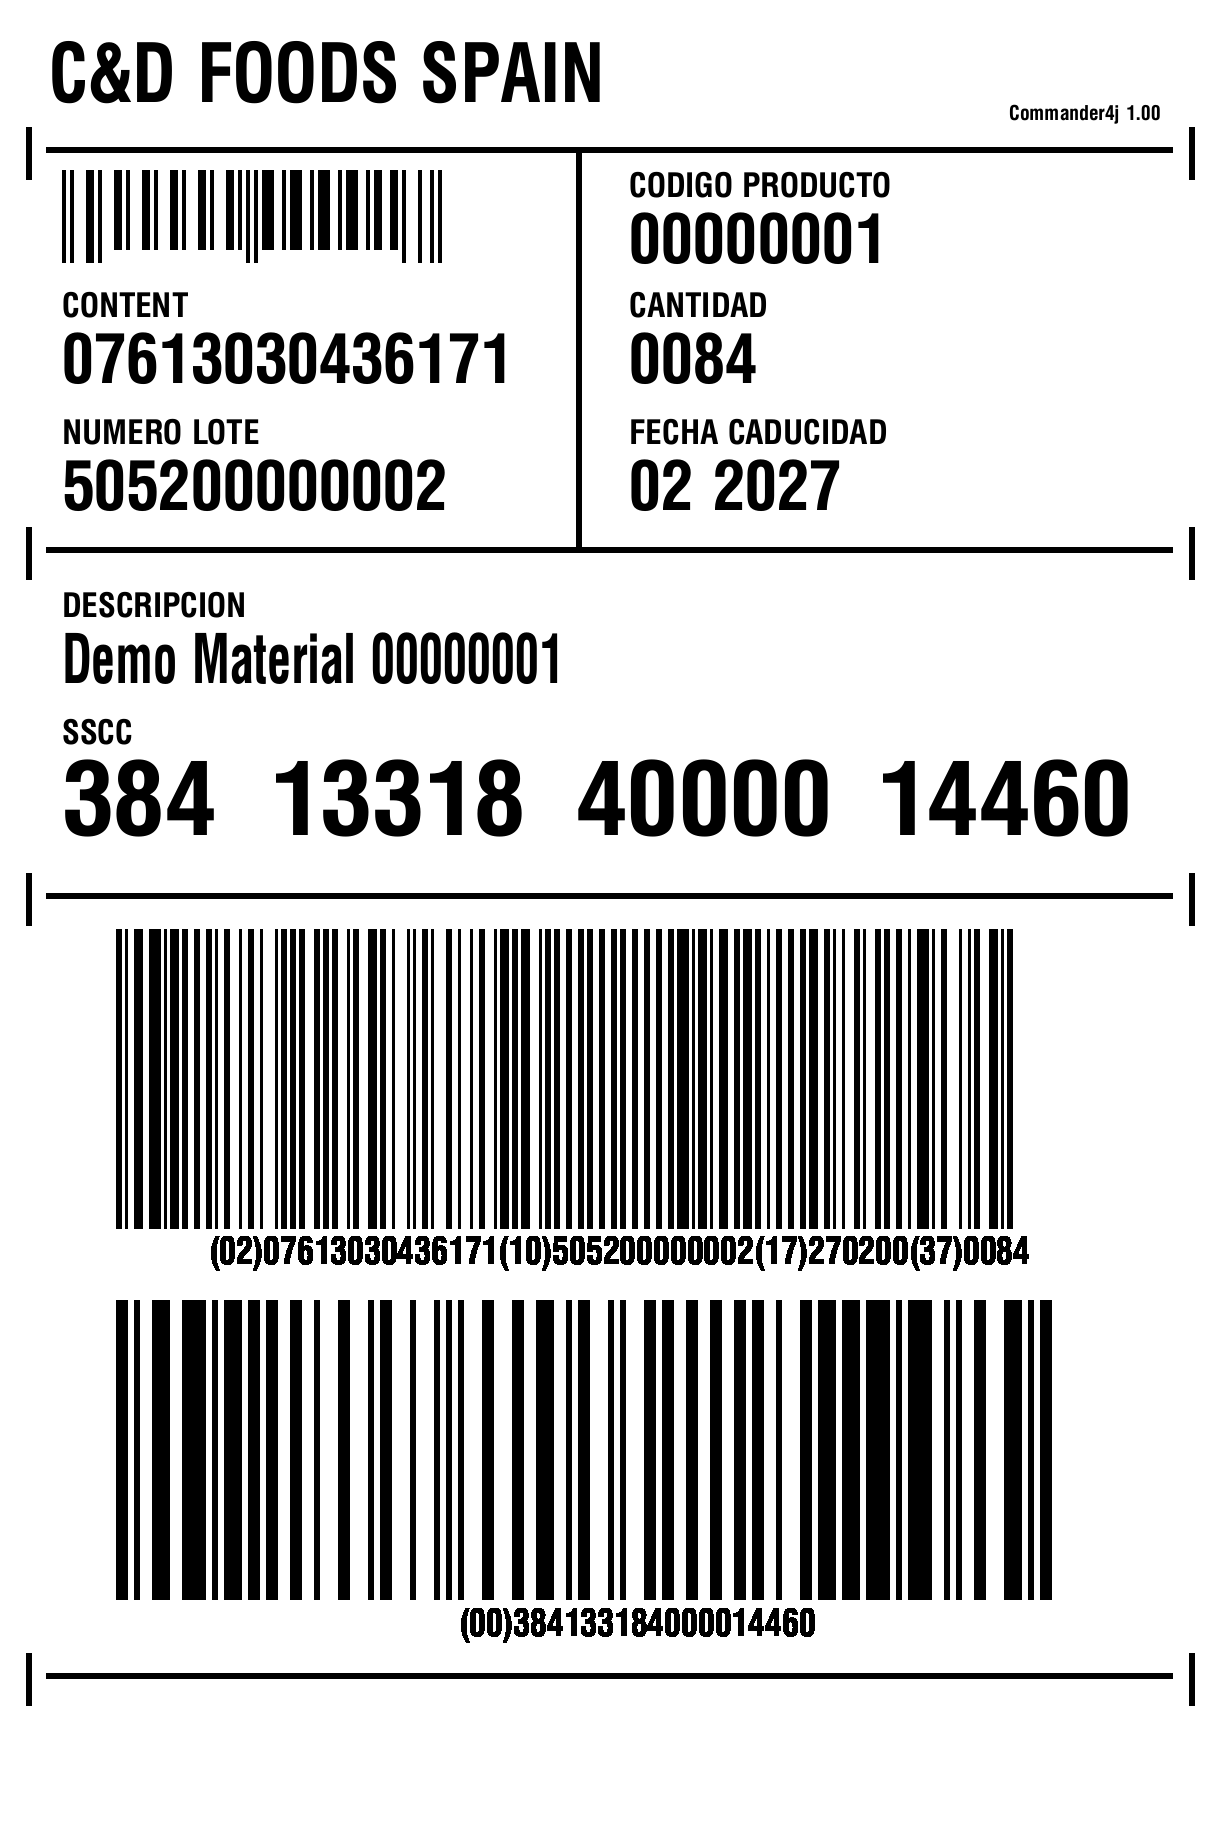 C&D FOODS SPAIN
Commander4j 1.00
CODIGO PRODUCTO
00000001
CONTENT
07613030436171
CANTIDAD
0084
NUMERO LOTE
505200000002
FECHA CADUCIDAD
02 2027
DESCRIPCION
Demo Material 00000001
SSCC
384 13318 40000 14460
(02)07613030436171(10)505200000002(17)270200(37)0084
(00)384133184000014460